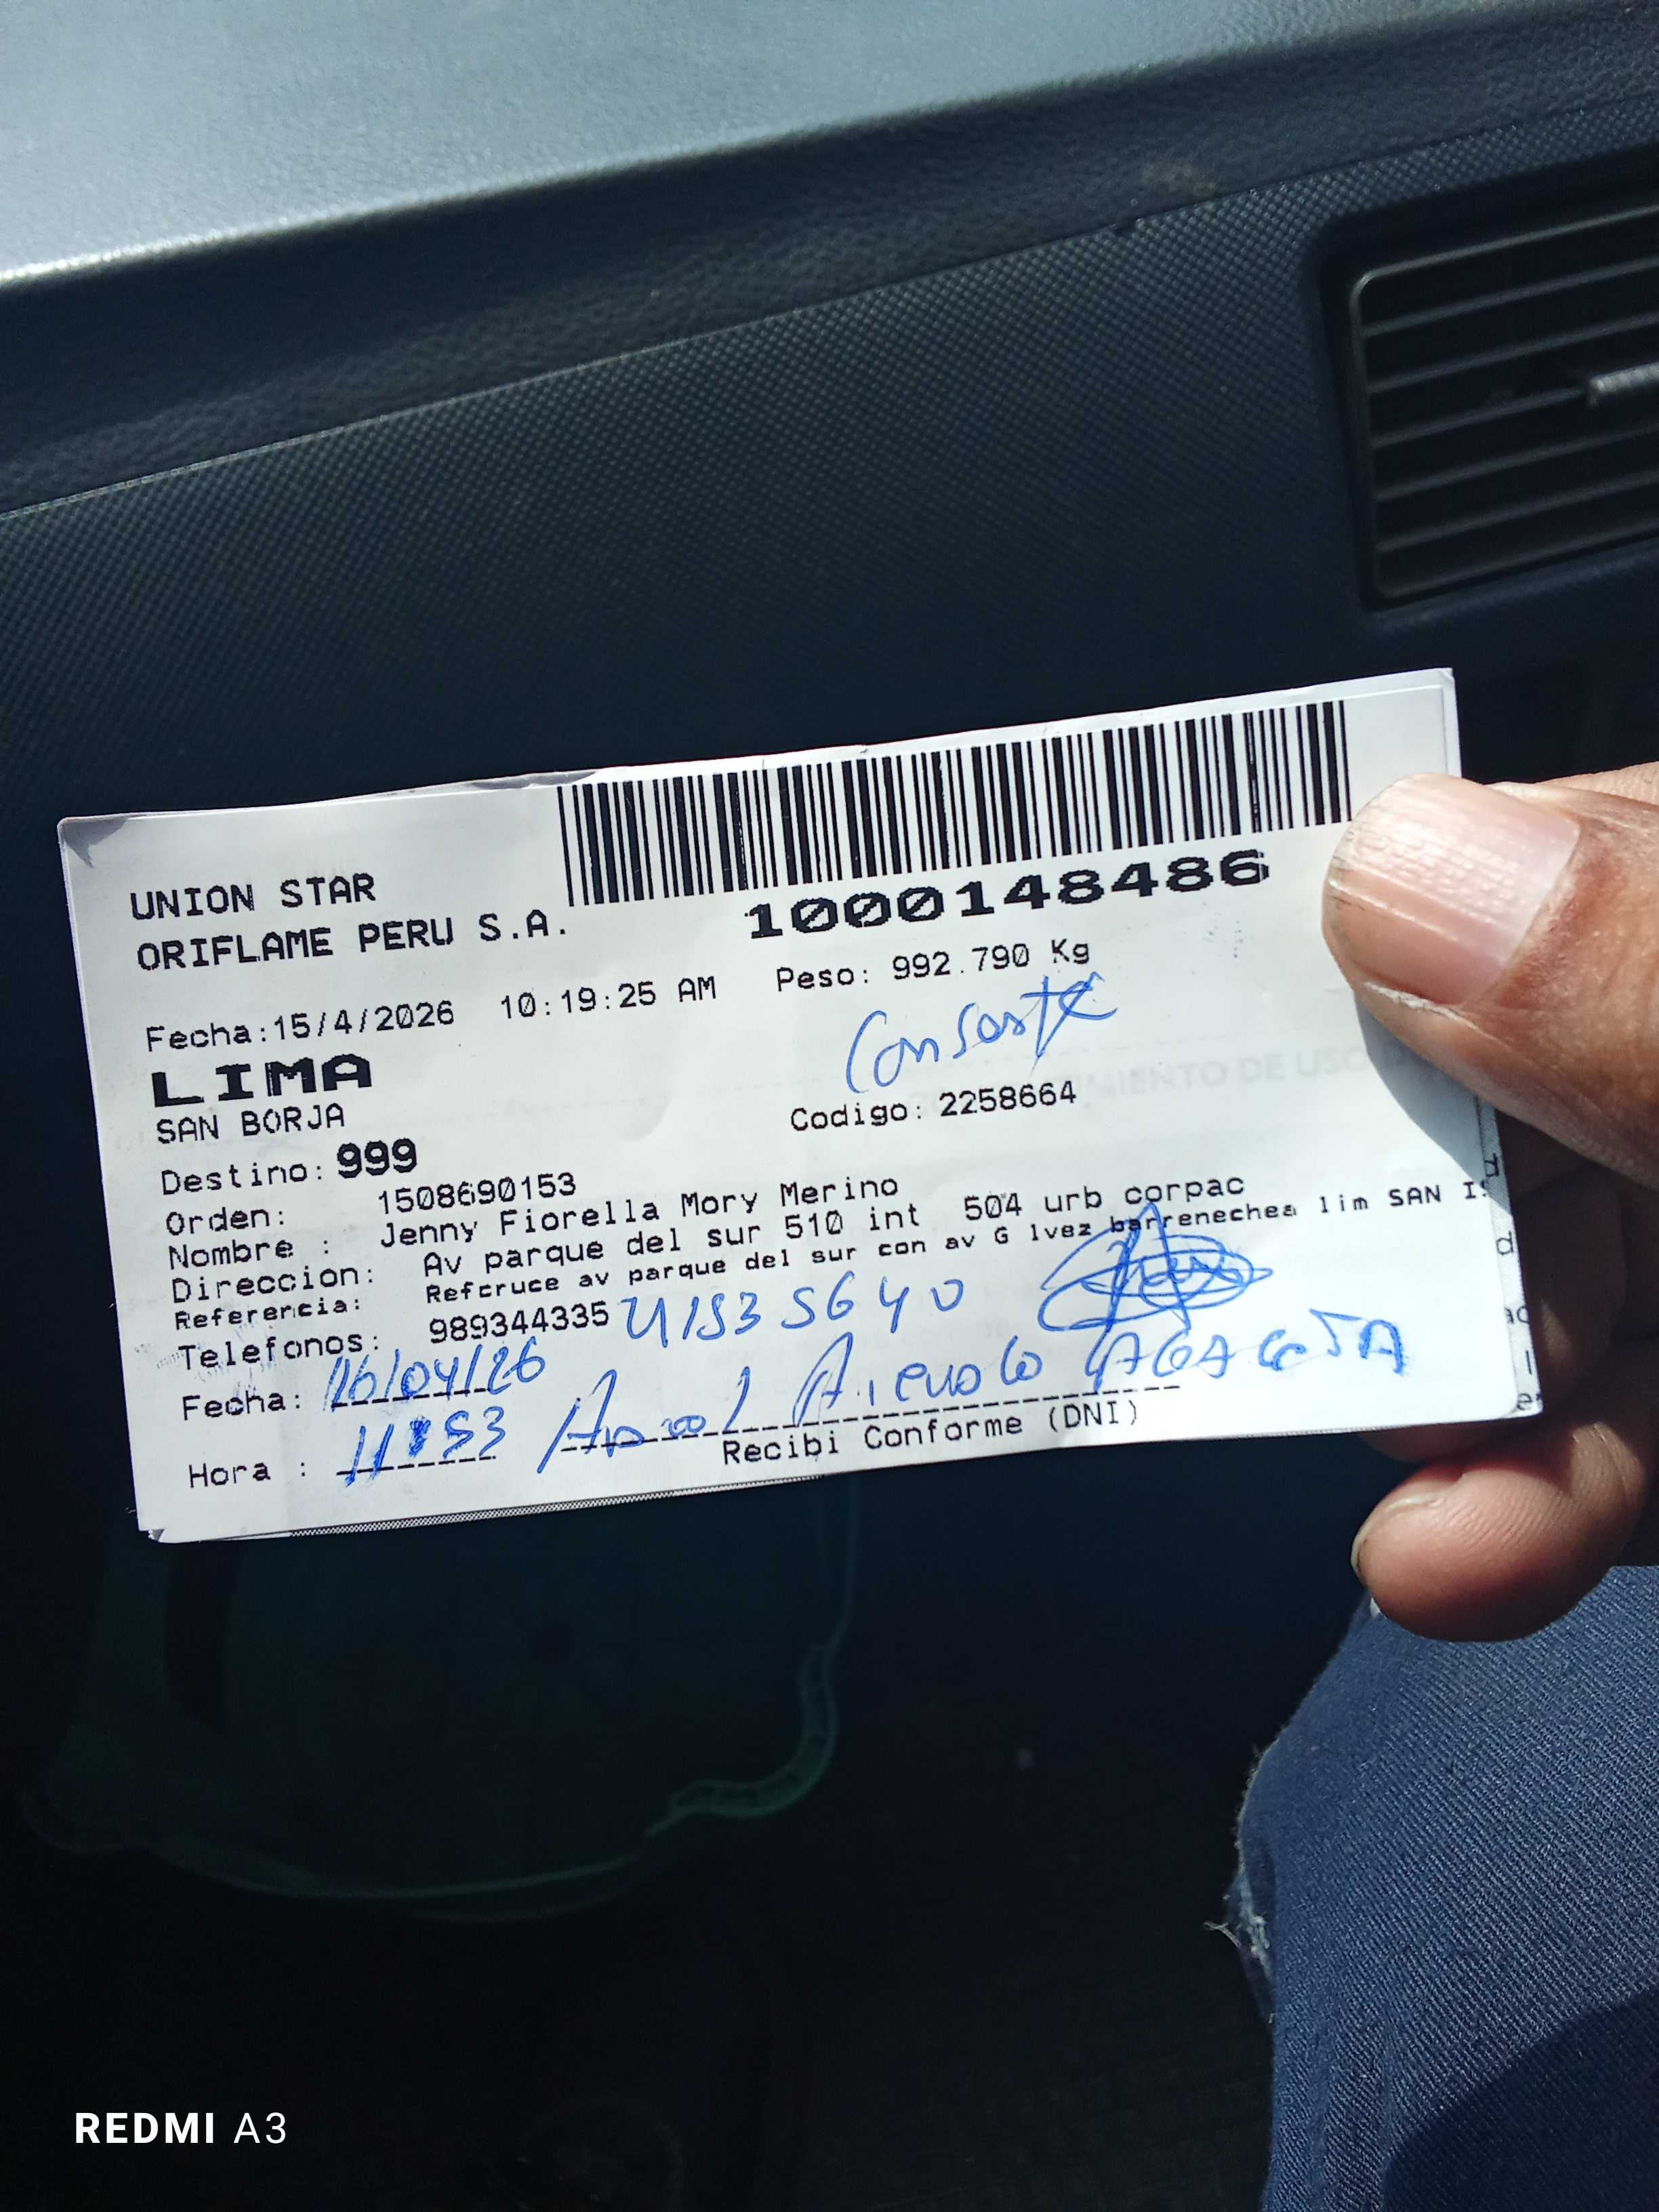 UNION STAR
ORIFLAME PERU S.A.
1000148486
Fecha:15/4/2026 10:19:25 AM Peso: 992.790 Kg
LIMA
SAN BORJA
Codigo: 2258664
Destino: 999
Orden: 1508690153
Nombre : Jenny Fiorella Mory Merino
Direccion: Av parque del sur 510 int 504 urb corpac
Referencia: Refcruce av parque del sur con av G lvez barrenechea lim SAN I
Telefonos: 989344335 41535640
Fecha: 16/04/26
Hora : 11:53
Recibi Conforme (DNI)
REDMI A3